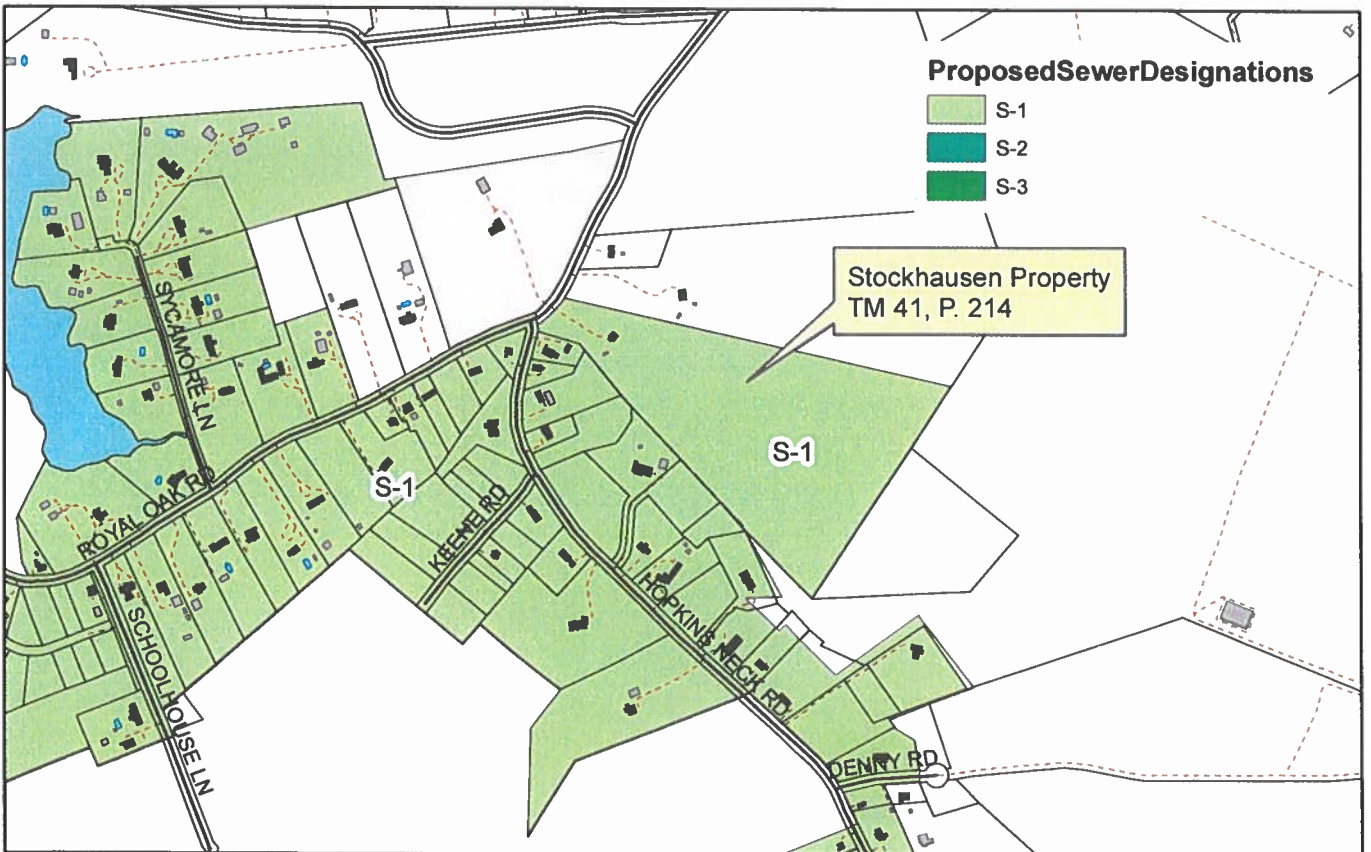 ProposedSewerDesignations
S-1
S-2
S-3
Stockhausen Property
TM 41, P. 214
SYCAMORE LN
S-1
S-1
ROYAL OAK RD
KEENE RD
HOPKINS NECK RD
SCHOOLHOUSE LN
DENRY RD